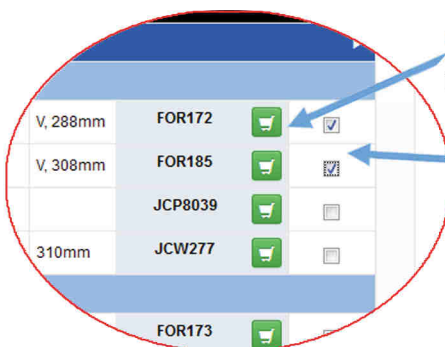 V, 288mm FOR172
V, 308mm FOR185
JCP8039
310mm JCW277
FOR173